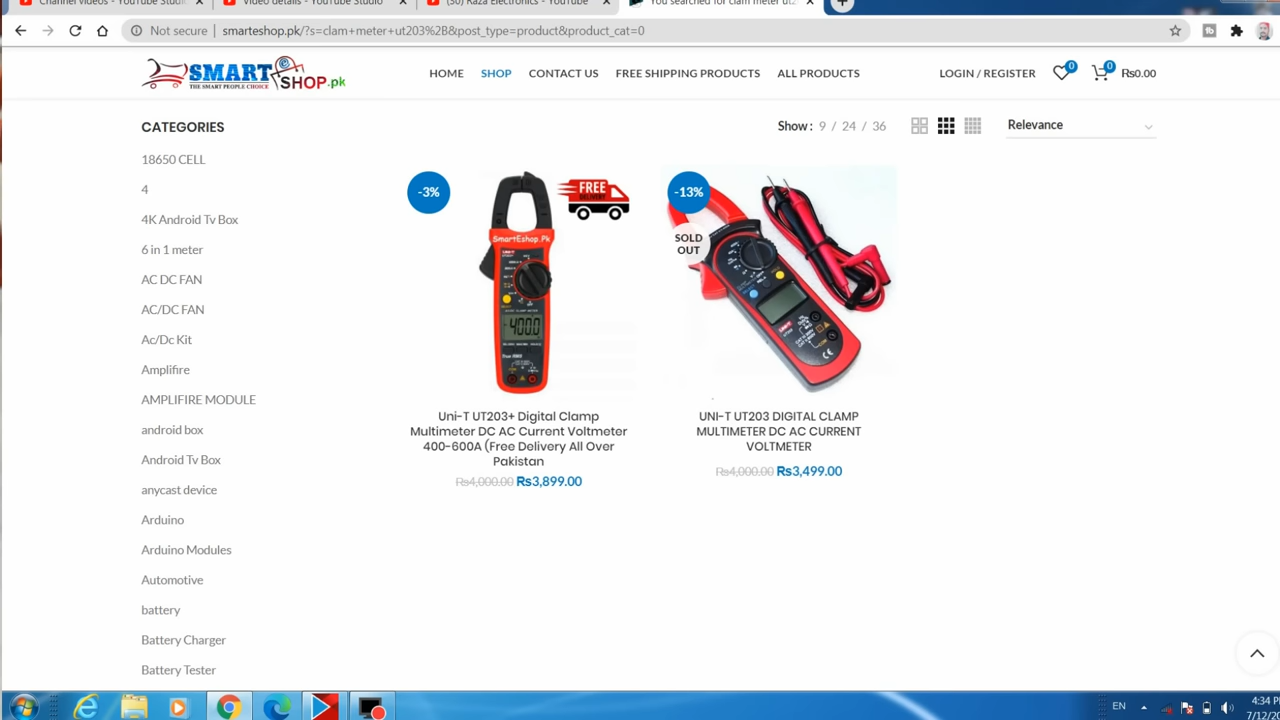 Channel videos - YouTube Studio
Video details - YouTube Studio
(30) Raza Electronics - YouTube
You searched for clam meter ut2
Not secure
smarteshop.pk/?s=clam+meter+ut203%2B&post_type=product&product_cat=0
SMART SHOP.pk
THE SMART PEOPLE CHOICE
HOME
SHOP
CONTACT US
FREE SHIPPING PRODUCTS
ALL PRODUCTS
LOGIN / REGISTER
0
0
₨0.00
CATEGORIES
Show : 9 / 24 / 36
Relevance
18650 CELL
4
4K Android Tv Box
6 in 1 meter
AC DC FAN
AC/DC FAN
Ac/Dc Kit
Amplifire
AMPLIFIRE MODULE
android box
Android Tv Box
anycast device
Arduino
Arduino Modules
Automotive
battery
Battery Charger
Battery Tester
-3%
FREE
DELIVERY
SmartEshop.Pk
400.0
True RMS
Uni-T UT203+ Digital Clamp
Multimeter DC AC Current Voltmeter
400-600A (Free Delivery All Over
Pakistan
₨4,000.00 ₨3,899.00
-13%
SOLD
OUT
UNI-T UT203 DIGITAL CLAMP
MULTIMETER DC AC CURRENT
VOLTMETER
₨4,000.00 ₨3,499.00
EN
4:34 PM
7/12/20